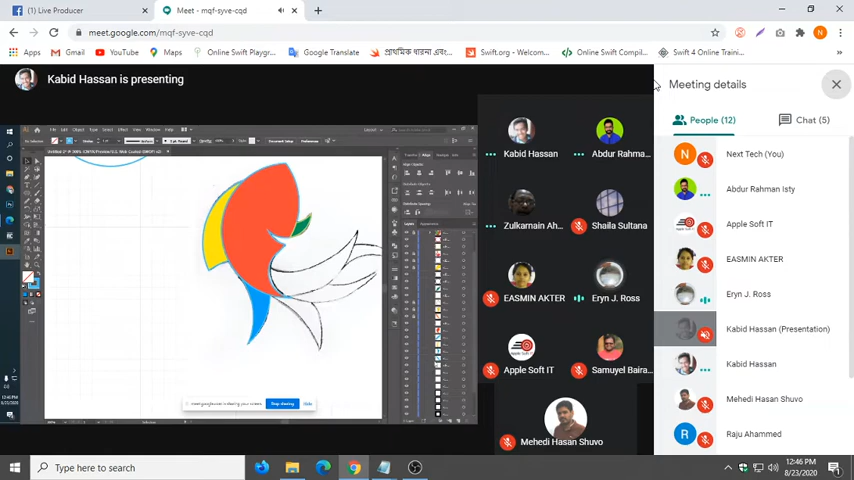 (1) Live Producer
Meet - mqf-syve-cqd
meet.google.com/mqf-syve-cqd
Apps
Gmail
YouTube
Maps
Online Swift Playgr...
Google Translate
প্রাথমিক ধারনা এবং...
Swift.org - Welcom...
Online Swift Compil...
Swift 4 Online Traini...
Kabid Hassan is presenting
Meeting details
People (12)
Chat (5)
Kabid Hassan
Abdur Rahma...
Zulkarnain Ah...
Shaila Sultana
EASMIN AKTER
Eryn J. Ross
Apple Soft IT
Samuyel Baira...
Mehedi Hasan Shuvo
Next Tech (You)
Abdur Rahman Isty
Apple Soft IT
EASMIN AKTER
Eryn J. Ross
Kabid Hassan (Presentation)
Kabid Hassan
Mehedi Hasan Shuvo
Raju Ahammed
Stop sharing
Hide
Type here to search
12:46 PM
8/23/2020